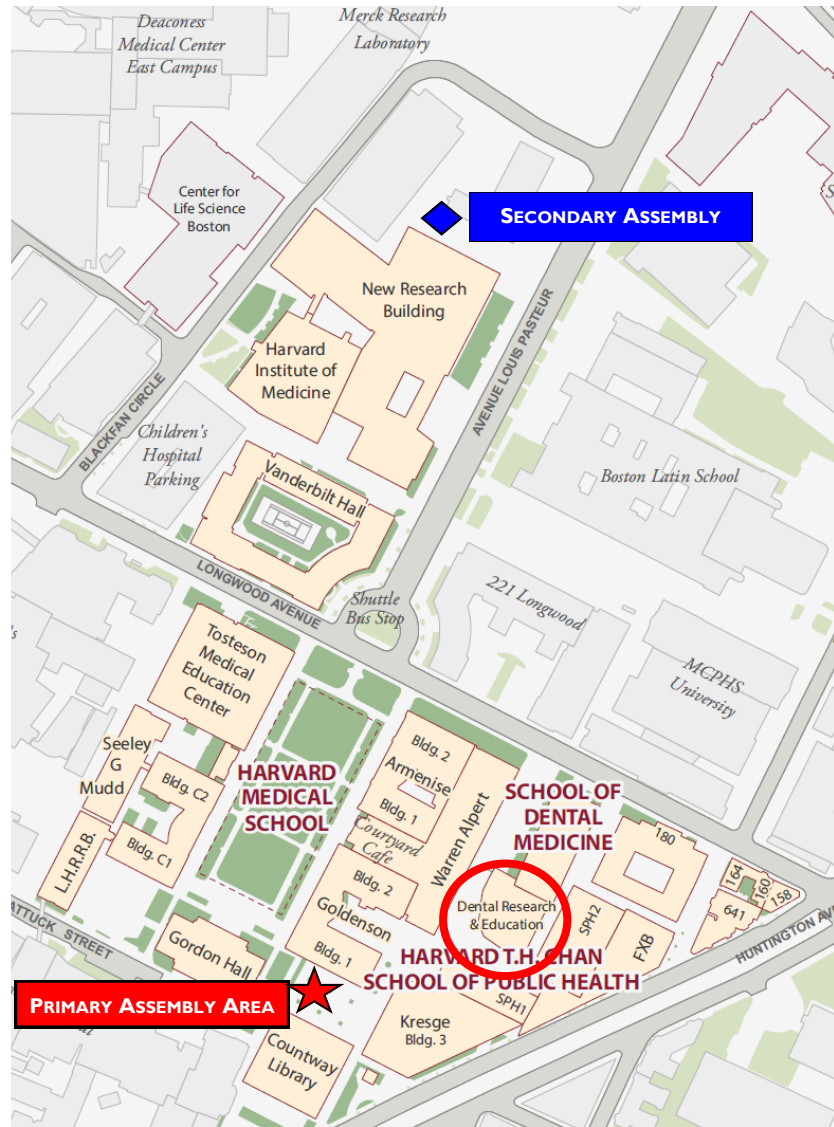 Deaconess
Medical Center
East Campus
Merck Research
Laboratory
Center for
Life Science
Boston
SECONDARY ASSEMBLY
New Research
Building
Harvard
Institute of
Medicine
AVENUE LOUIS PASTEUR
BLACKFAN CIRCLE
Children's
Hospital
Parking
Vanderbilt Hall
Boston Latin School
LONGWOOD AVENUE
Shuttle
Bus Stop
221 Longwood
Tosteson
Medical
Education
Center
MCPHS
University
Seeley
G
Mudd
Bldg. C2
Bldg. C1
L.H.R.R.B.
HARVARD
MEDICAL
SCHOOL
Bldg. 2
Armenise
Bldg. 1
Courtyard
Cafe
Warren Alpert
SCHOOL OF
DENTAL
MEDICINE
180
164
160
158
641
Bldg. 2
Goldenson
Bldg. 1
Dental Research
& Education
SPH2
FXB
HUNTINGTON AV
ATTUCK STREET
Gordon Hall
HARVARD T.H. CHAN
SCHOOL OF PUBLIC HEALTH
PRIMARY ASSEMBLY AREA
SPH1
Kresge
Bldg. 3
Countway
Library